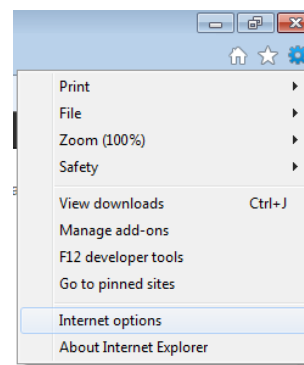 Print
File
Zoom (100%)
Safety
View downloads Ctrl+J
Manage add-ons
F12 developer tools
Go to pinned sites
Internet options
About Internet Explorer